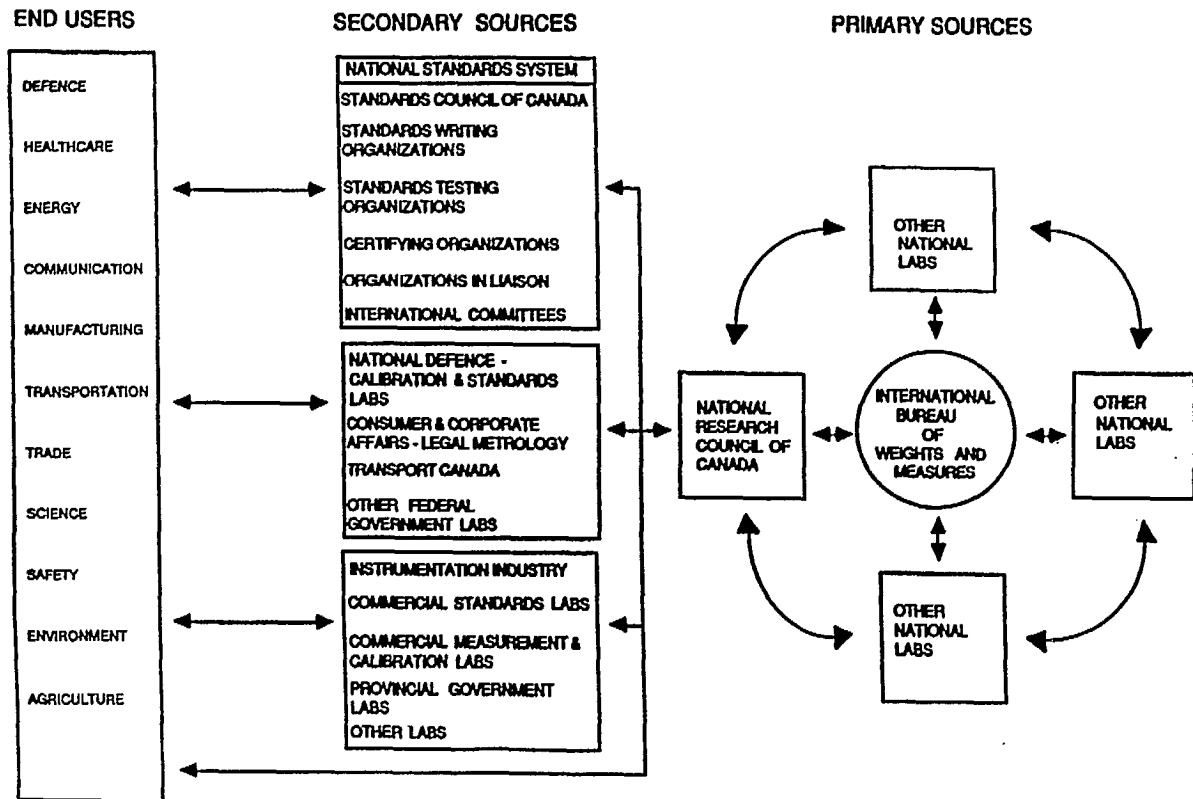 END USERS
SECONDARY SOURCES
PRIMARY SOURCES
DEFENCE
HEALTHCARE
ENERGY
COMMUNICATION
MANUFACTURING
TRANSPORTATION
TRADE
SCIENCE
SAFETY
ENVIRONMENT
AGRICULTURE
NATIONAL STANDARDS SYSTEM
STANDARDS COUNCIL OF CANADA
STANDARDS WRITING
ORGANIZATIONS
STANDARDS TESTING
ORGANIZATIONS
CERTIFYING ORGANIZATIONS
ORGANIZATIONS IN LIAISON
INTERNATIONAL COMMITTEES
NATIONAL DEFENCE -
CALIBRATION & STANDARDS
LABS
CONSUMER & CORPORATE
AFFAIRS - LEGAL METROLOGY
TRANSPORT CANADA
OTHER FEDERAL
GOVERNMENT LABS
INSTRUMENTATION INDUSTRY
COMMERCIAL STANDARDS LABS
COMMERCIAL MEASUREMENT &
CALIBRATION LABS
PROVINCIAL GOVERNMENT
LABS
OTHER LABS
NATIONAL
RESEARCH
COUNCIL OF
CANADA
OTHER
NATIONAL
LABS
INTERNATIONAL
BUREAU
OF
WEIGHTS AND
MEASURES
OTHER
NATIONAL
LABS
OTHER
NATIONAL
LABS